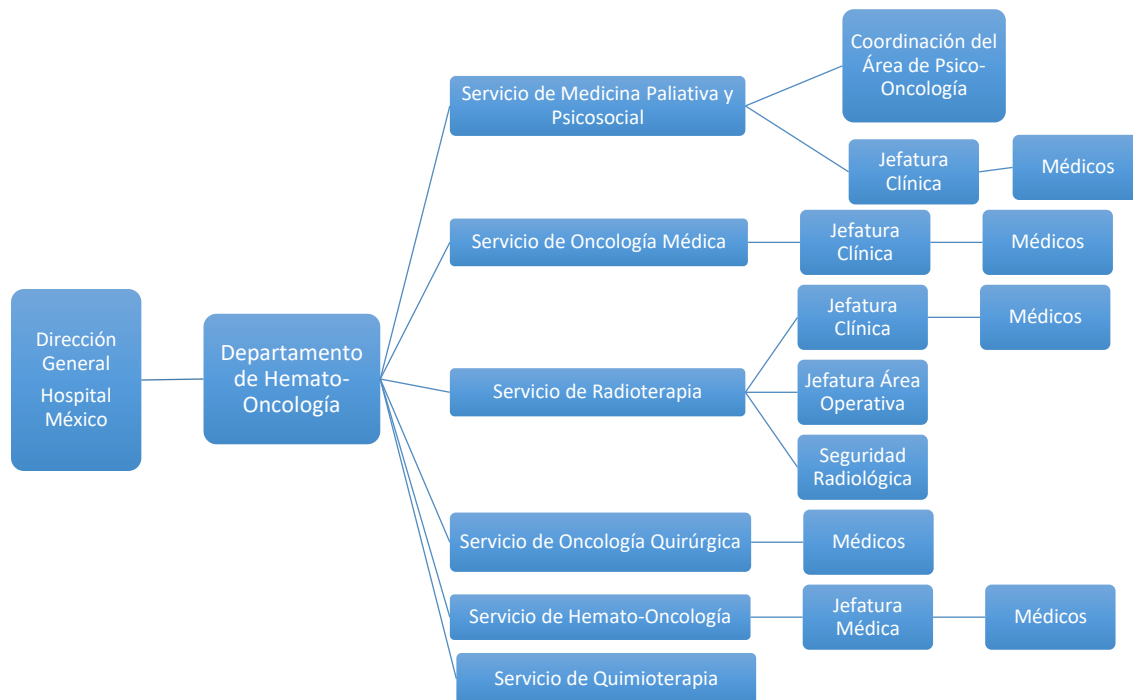 Dirección
General
Hospital
México
Departamento
de Hemato-
Oncología
Servicio de Medicina Paliativa y
Psicosocial
Coordinación del
Área de Psico-
Oncología
Jefatura
Clínica
Médicos
Servicio de Oncología Médica
Jefatura
Clínica
Médicos
Servicio de Radioterapia
Jefatura
Clínica
Médicos
Jefatura Área
Operativa
Seguridad
Radiológica
Servicio de Oncología Quirúrgica
Médicos
Servicio de Hemato-Oncología
Jefatura
Médica
Médicos
Servicio de Quimioterapia